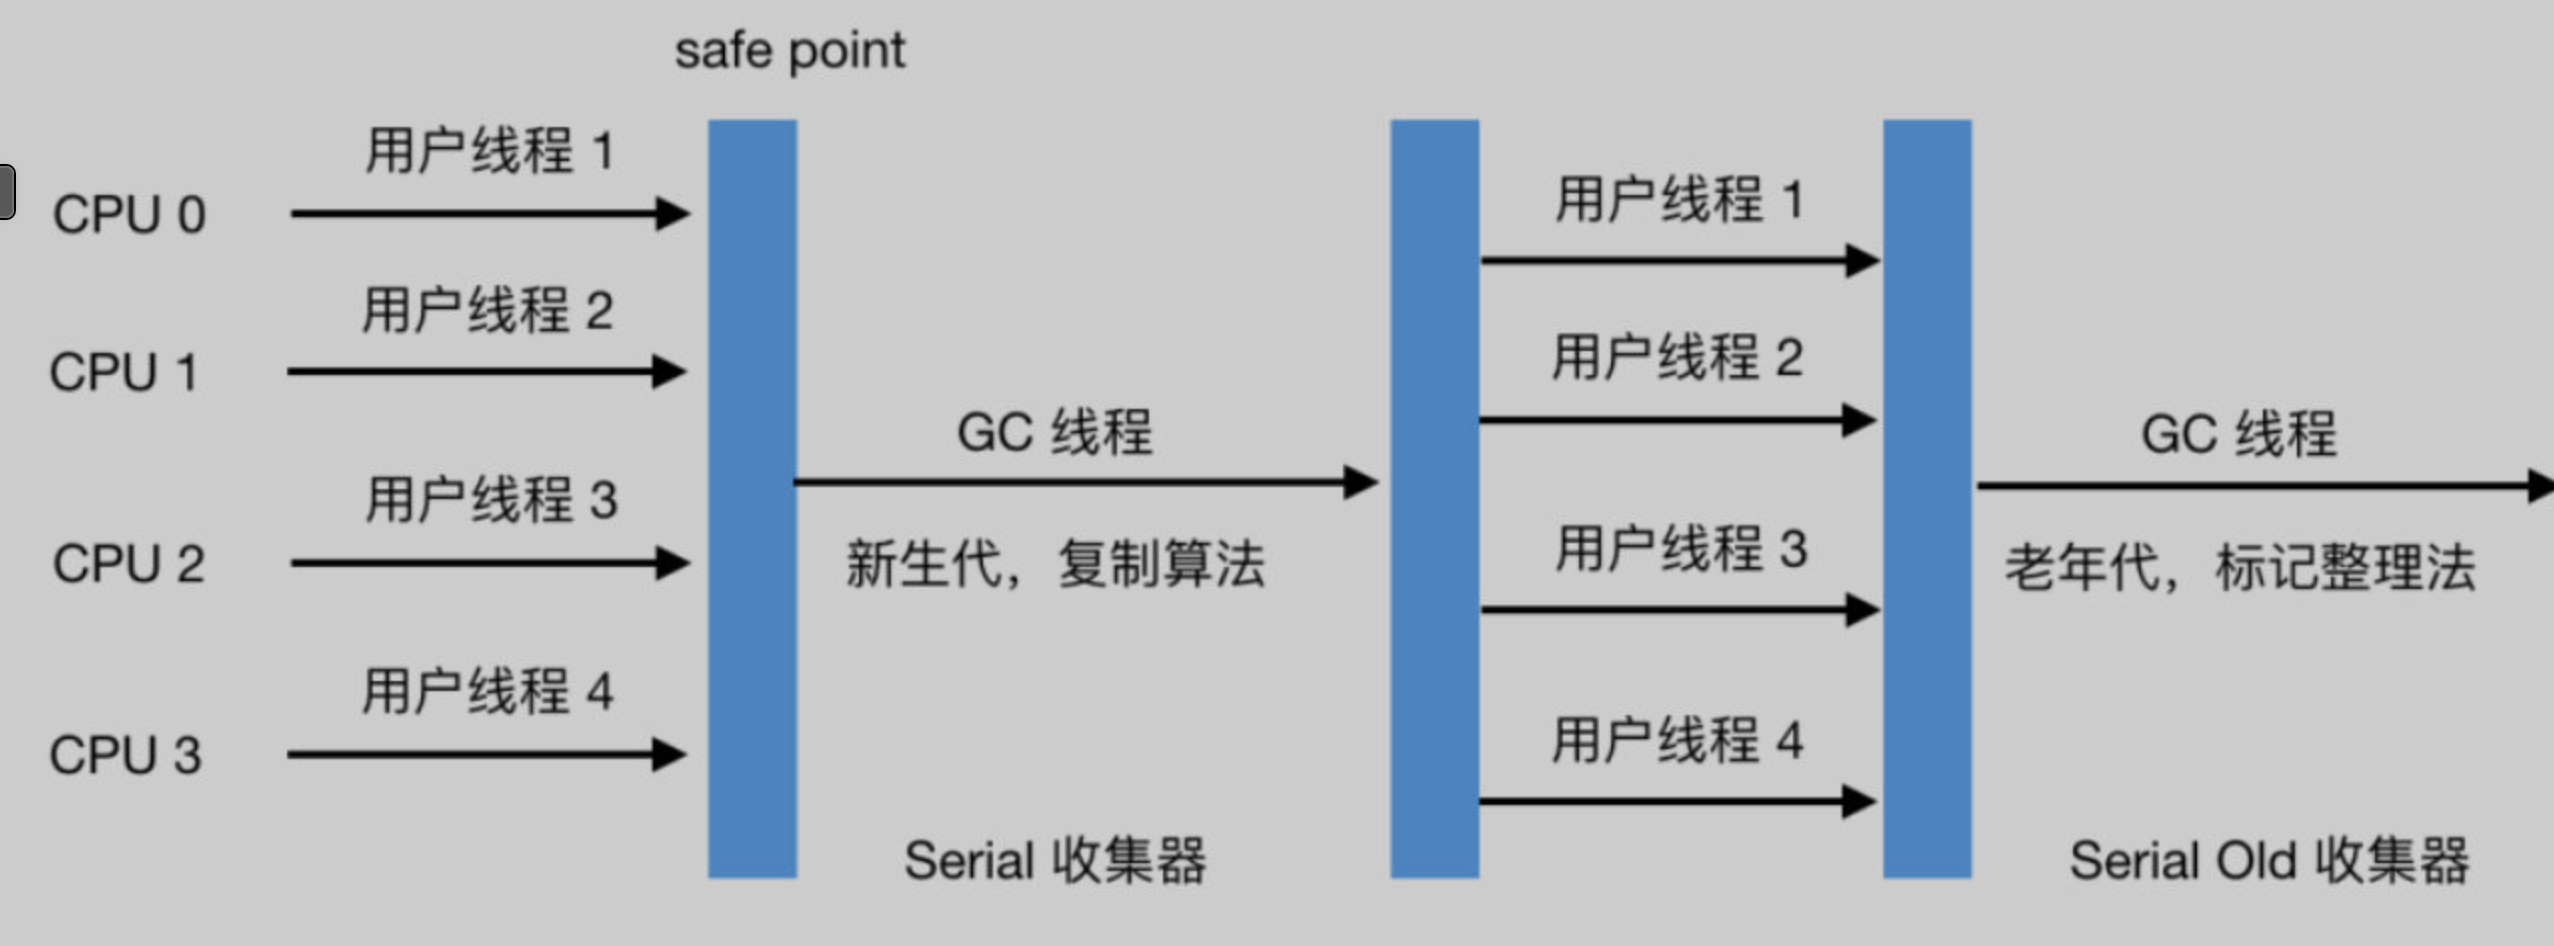 safe point
用户线程 1
CPU 0
用户线程 2
CPU 1
用户线程 3
CPU 2
用户线程 4
CPU 3
GC 线程
新生代，复制算法
Serial 收集器
用户线程 1
用户线程 2
用户线程 3
用户线程 4
GC 线程
老年代，标记整理法
Serial Old 收集器